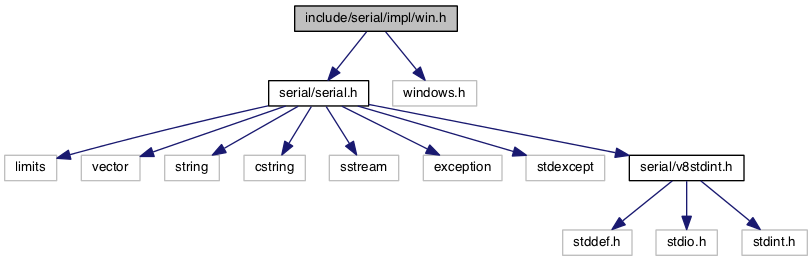 include/serial/impl/win.h
serial/serial.h
windows.h
limits
vector
string
cstring
sstream
exception
stdexcept
serial/v8stdint.h
stddef.h
stdio.h
stdint.h